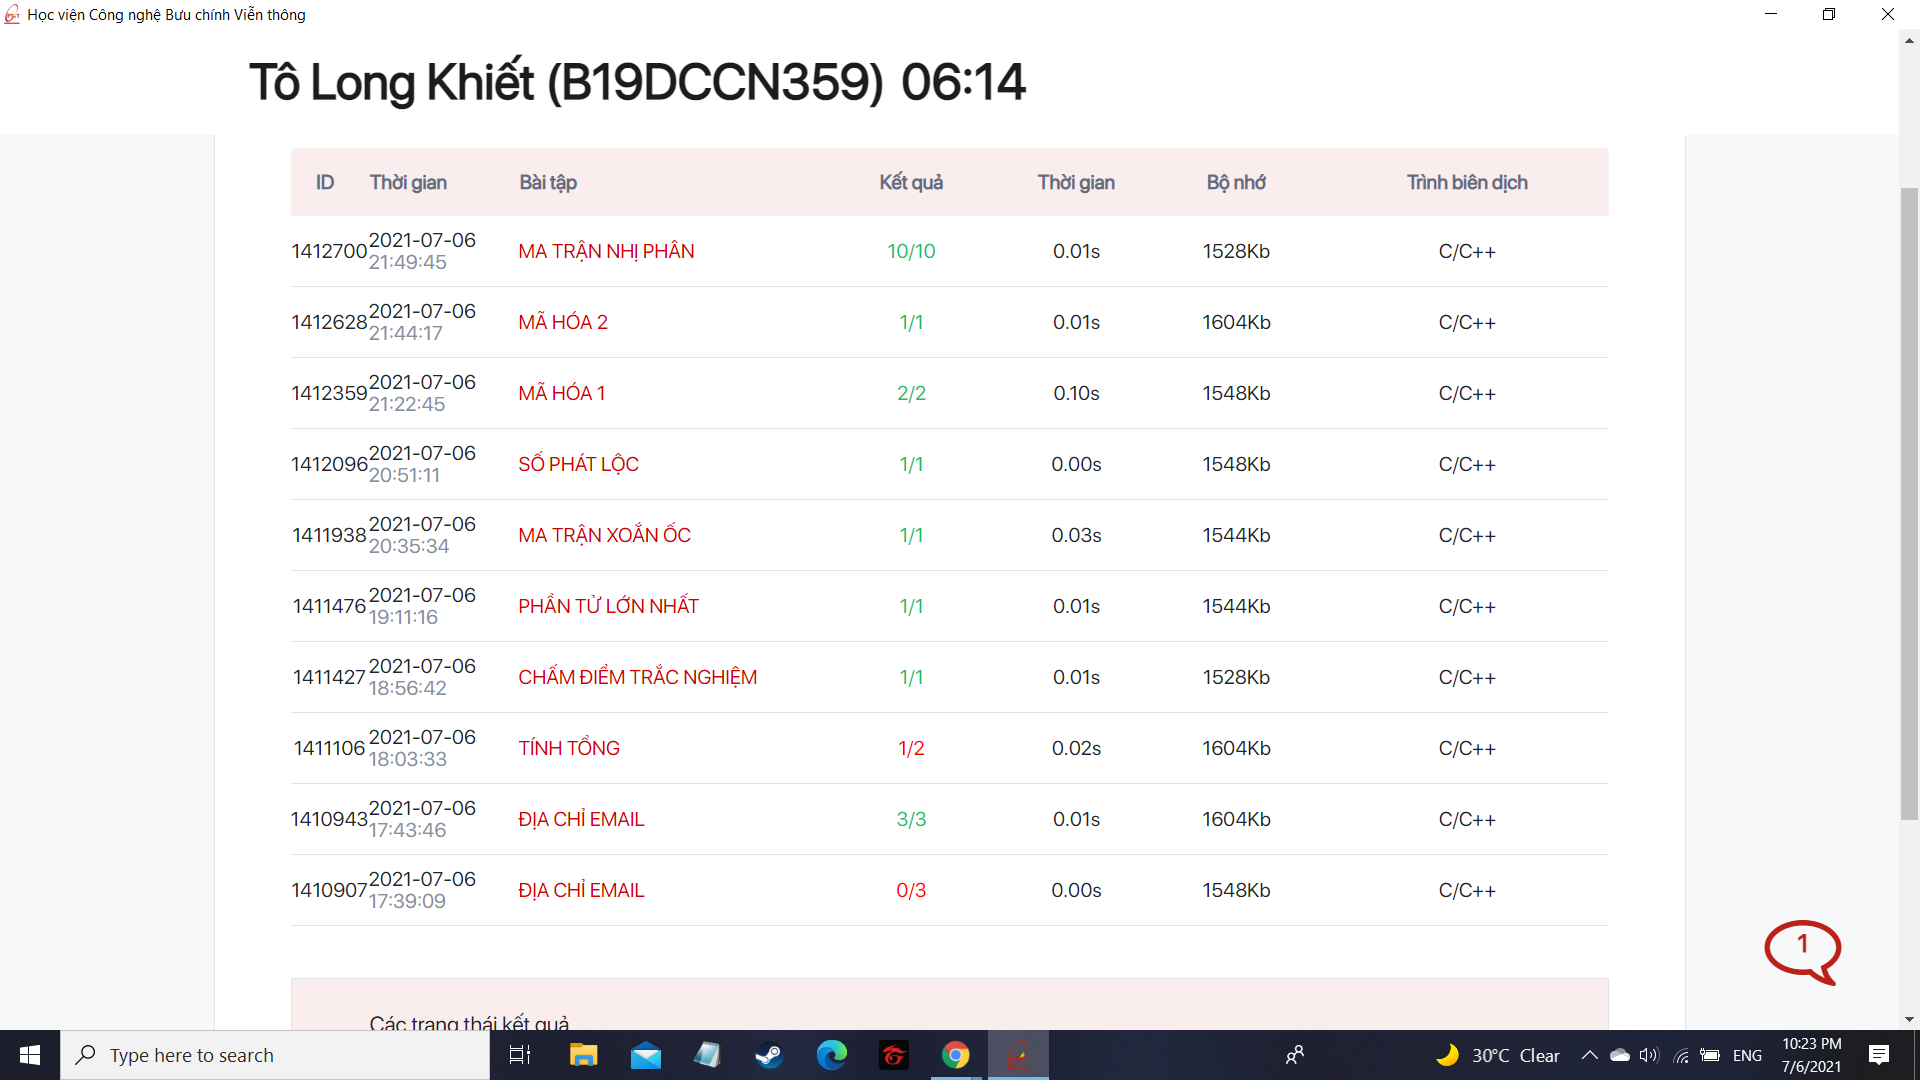 Học viện Công nghệ Bưu chính Viễn thông
Tô Long Khiết (B19DCCN359) 06:14
ID Thời gian Bài tập Kết quả Thời gian Bộ nhớ Trình biên dịch
1412700 2021-07-06 21:49:45 MA TRẬN NHỊ PHÂN 10/10 0.01s 1528Kb C/C++
1412628 2021-07-06 21:44:17 MÃ HÓA 2 1/1 0.01s 1604Kb C/C++
1412359 2021-07-06 21:22:45 MÃ HÓA 1 2/2 0.10s 1548Kb C/C++
1412096 2021-07-06 20:51:11 SỐ PHÁT LỘC 1/1 0.00s 1548Kb C/C++
1411938 2021-07-06 20:35:34 MA TRẬN XOẮN ỐC 1/1 0.03s 1544Kb C/C++
1411476 2021-07-06 19:11:16 PHẦN TỬ LỚN NHẤT 1/1 0.01s 1544Kb C/C++
1411427 2021-07-06 18:56:42 CHẤM ĐIỂM TRẮC NGHIỆM 1/1 0.01s 1528Kb C/C++
1411106 2021-07-06 18:03:33 TÍNH TỔNG 1/2 0.02s 1604Kb C/C++
1410943 2021-07-06 17:43:46 ĐỊA CHỈ EMAIL 3/3 0.01s 1604Kb C/C++
1410907 2021-07-06 17:39:09 ĐỊA CHỈ EMAIL 0/3 0.00s 1548Kb C/C++
1
Các trạng thái kết quả
Type here to search
30°C Clear
ENG
10:23 PM
7/6/2021